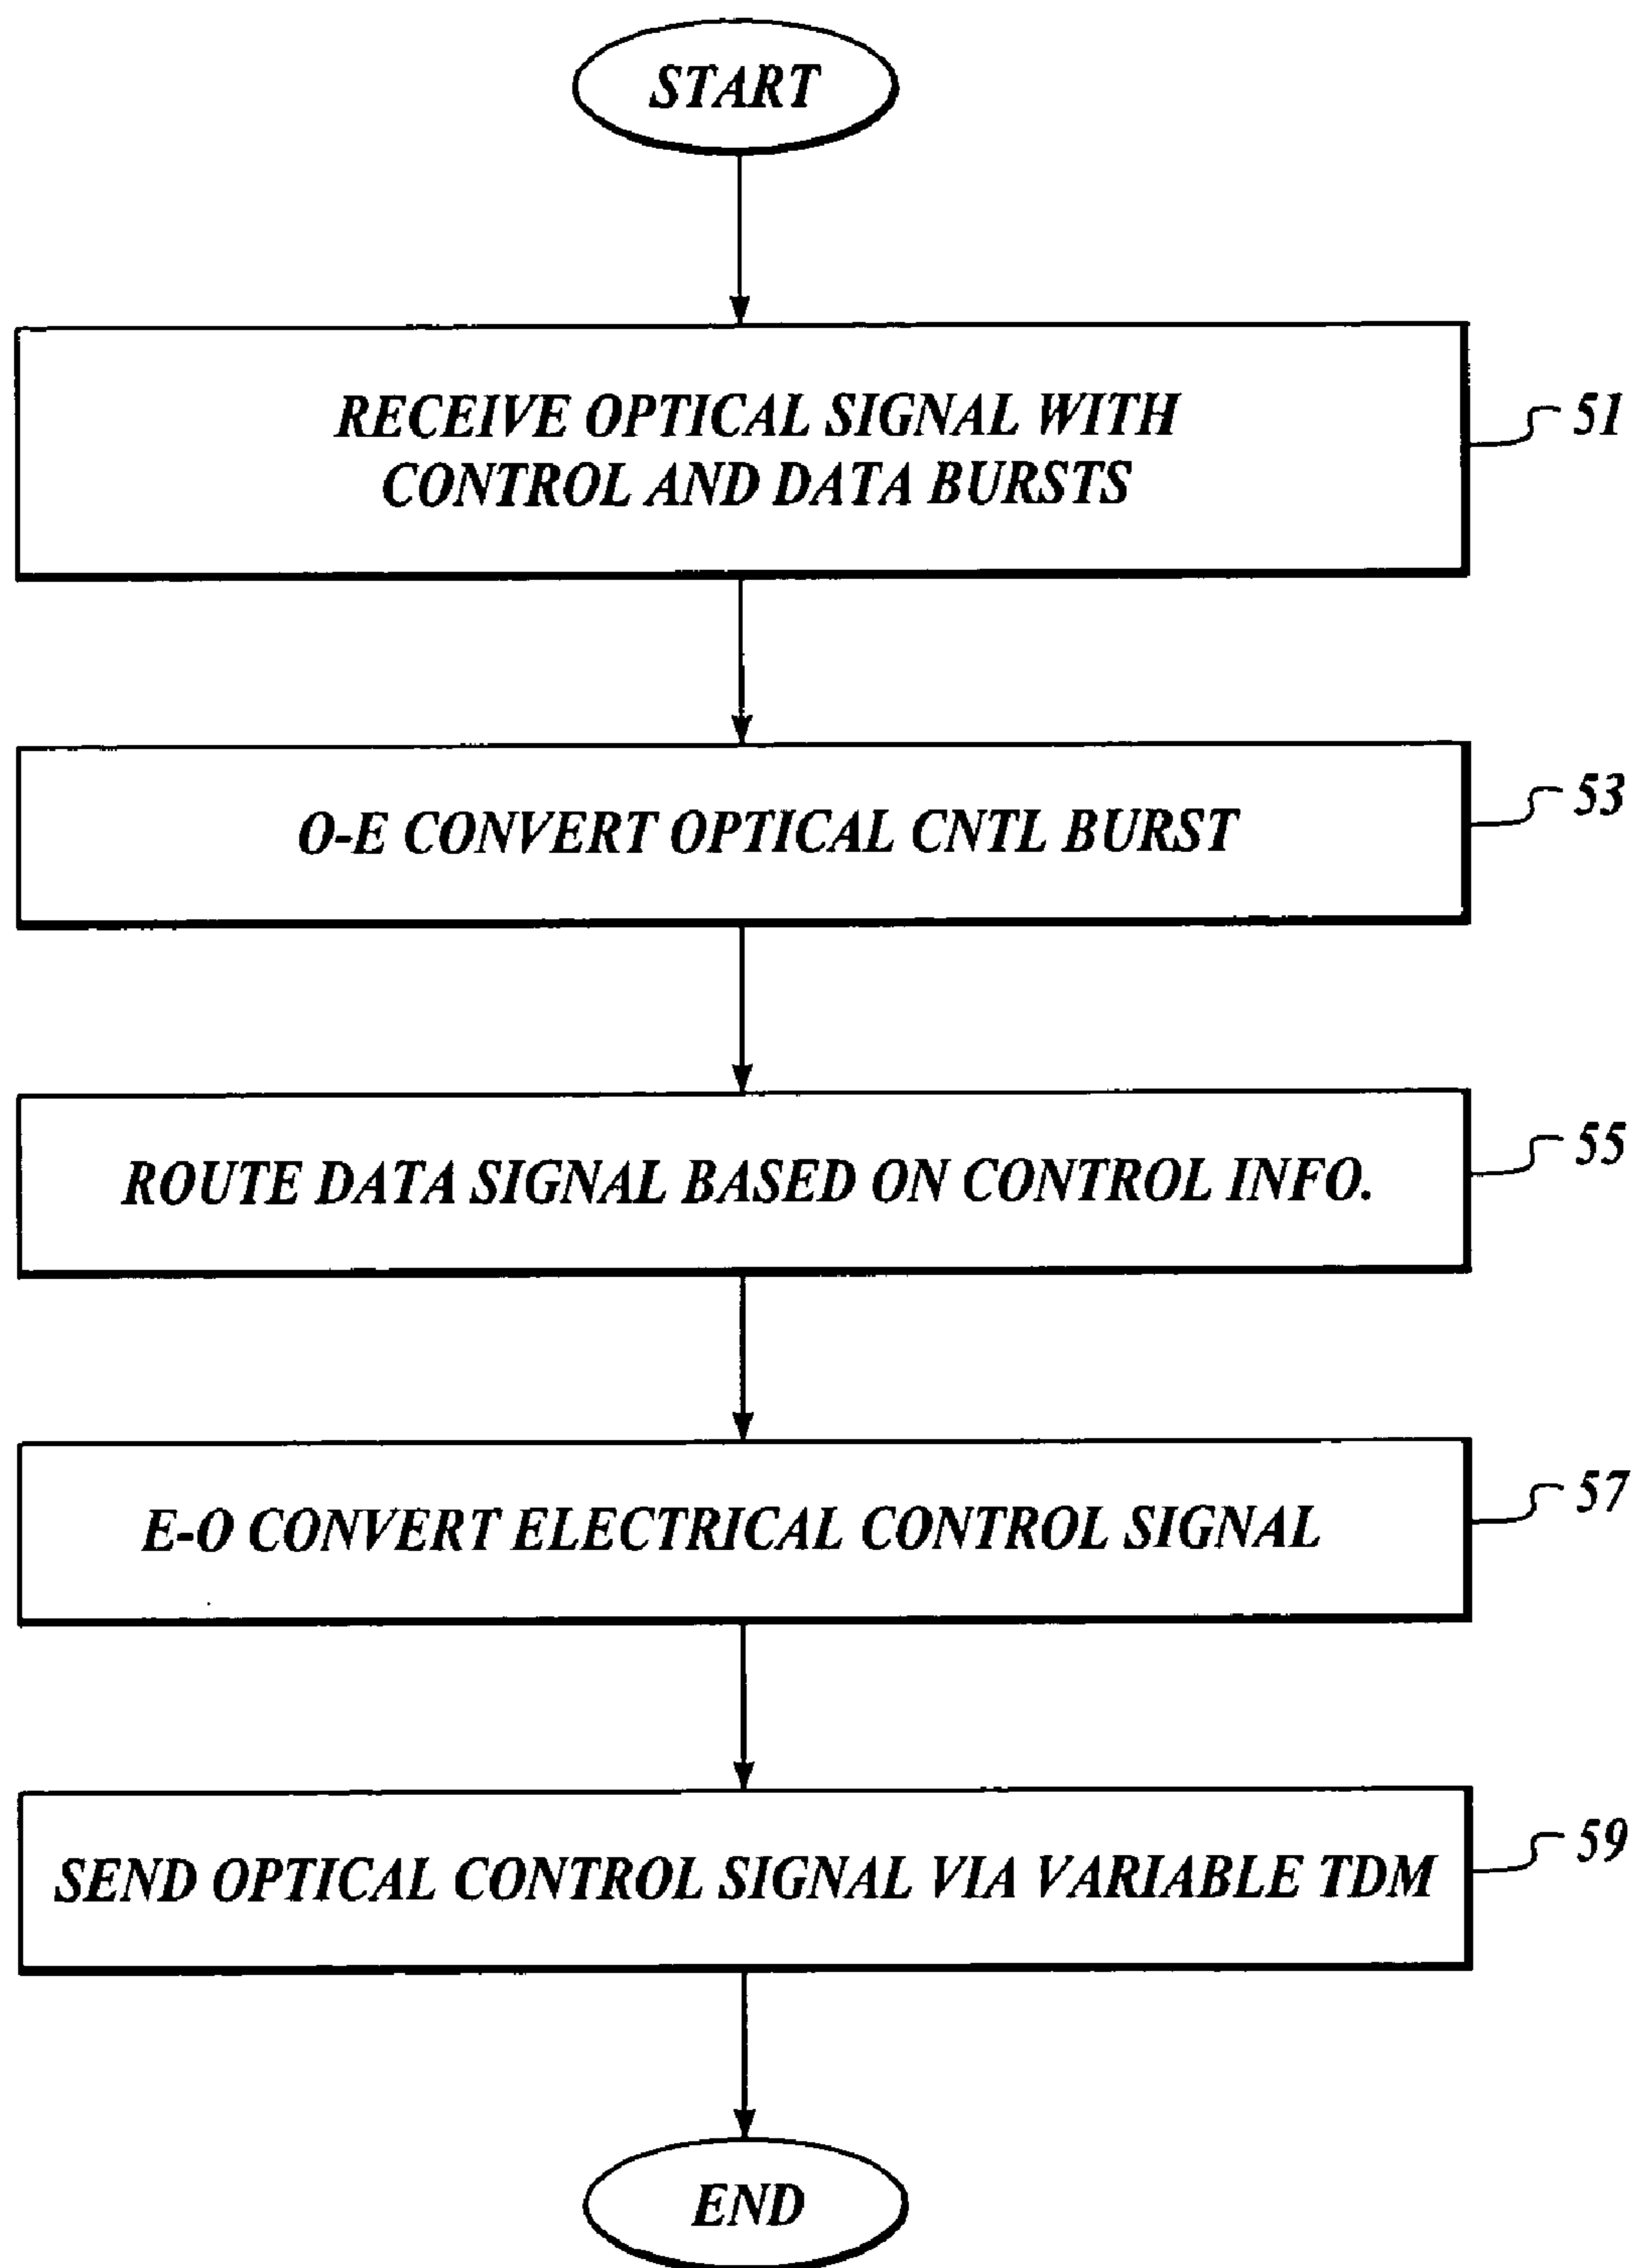 START
RECEIVE OPTICAL SIGNAL WITH
CONTROL AND DATA BURSTS
51
O-E CONVERT OPTICAL CNTL BURST
53
ROUTE DATA SIGNAL BASED ON CONTROL INFO.
55
E-O CONVERT ELECTRICAL CONTROL SIGNAL
57
SEND OPTICAL CONTROL SIGNAL VIA VARIABLE TDM
59
END